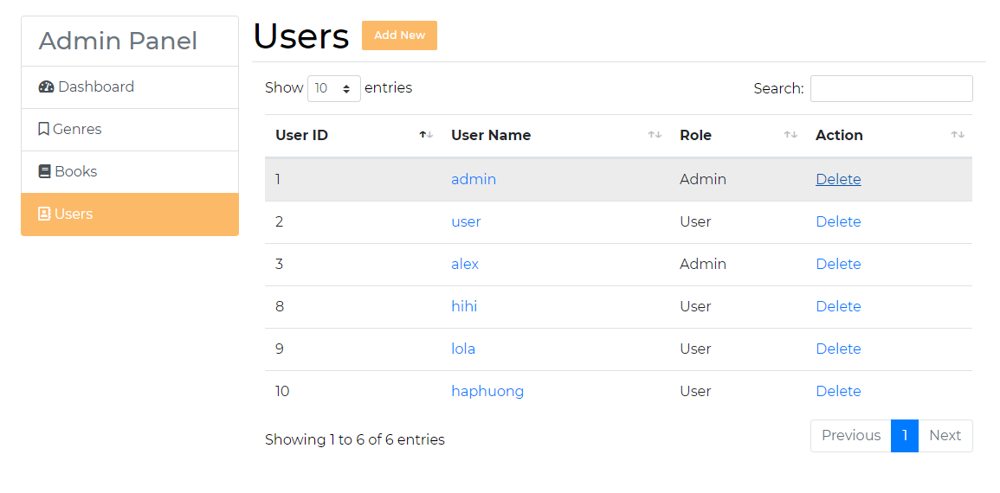 Admin Panel
Dashboard
Genres
Books
Users
Users Add New
Show 10 entries Search:
User ID User Name Role Action
1 admin Admin Delete
2 user User Delete
3 alex Admin Delete
8 hihi User Delete
9 lola User Delete
10 haphuong User Delete
Showing 1 to 6 of 6 entries Previous 1 Next